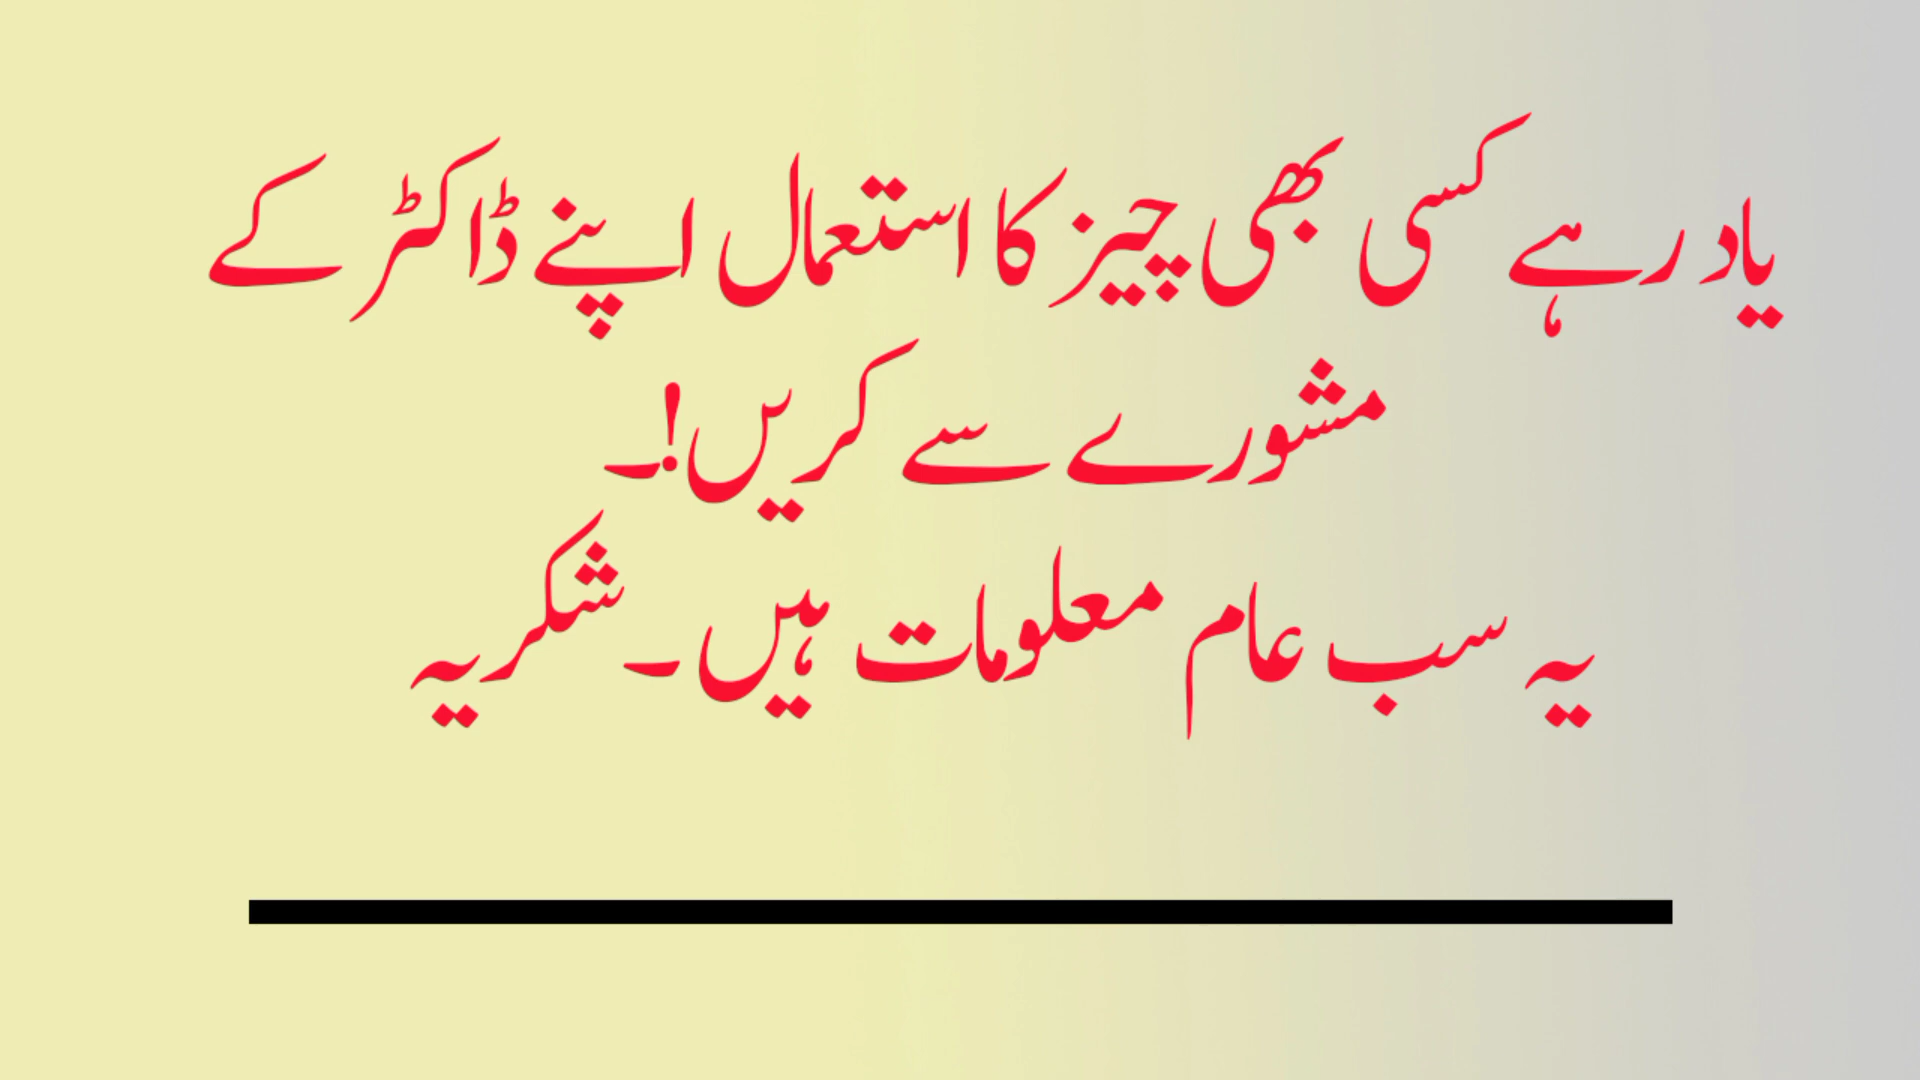 یاد رہے کسی بھی چیز کا استعمال اپنے ڈاکٹر کے
مشورے سے کریں!۔
یہ سب عام معلومات ہیں۔ شکریہ